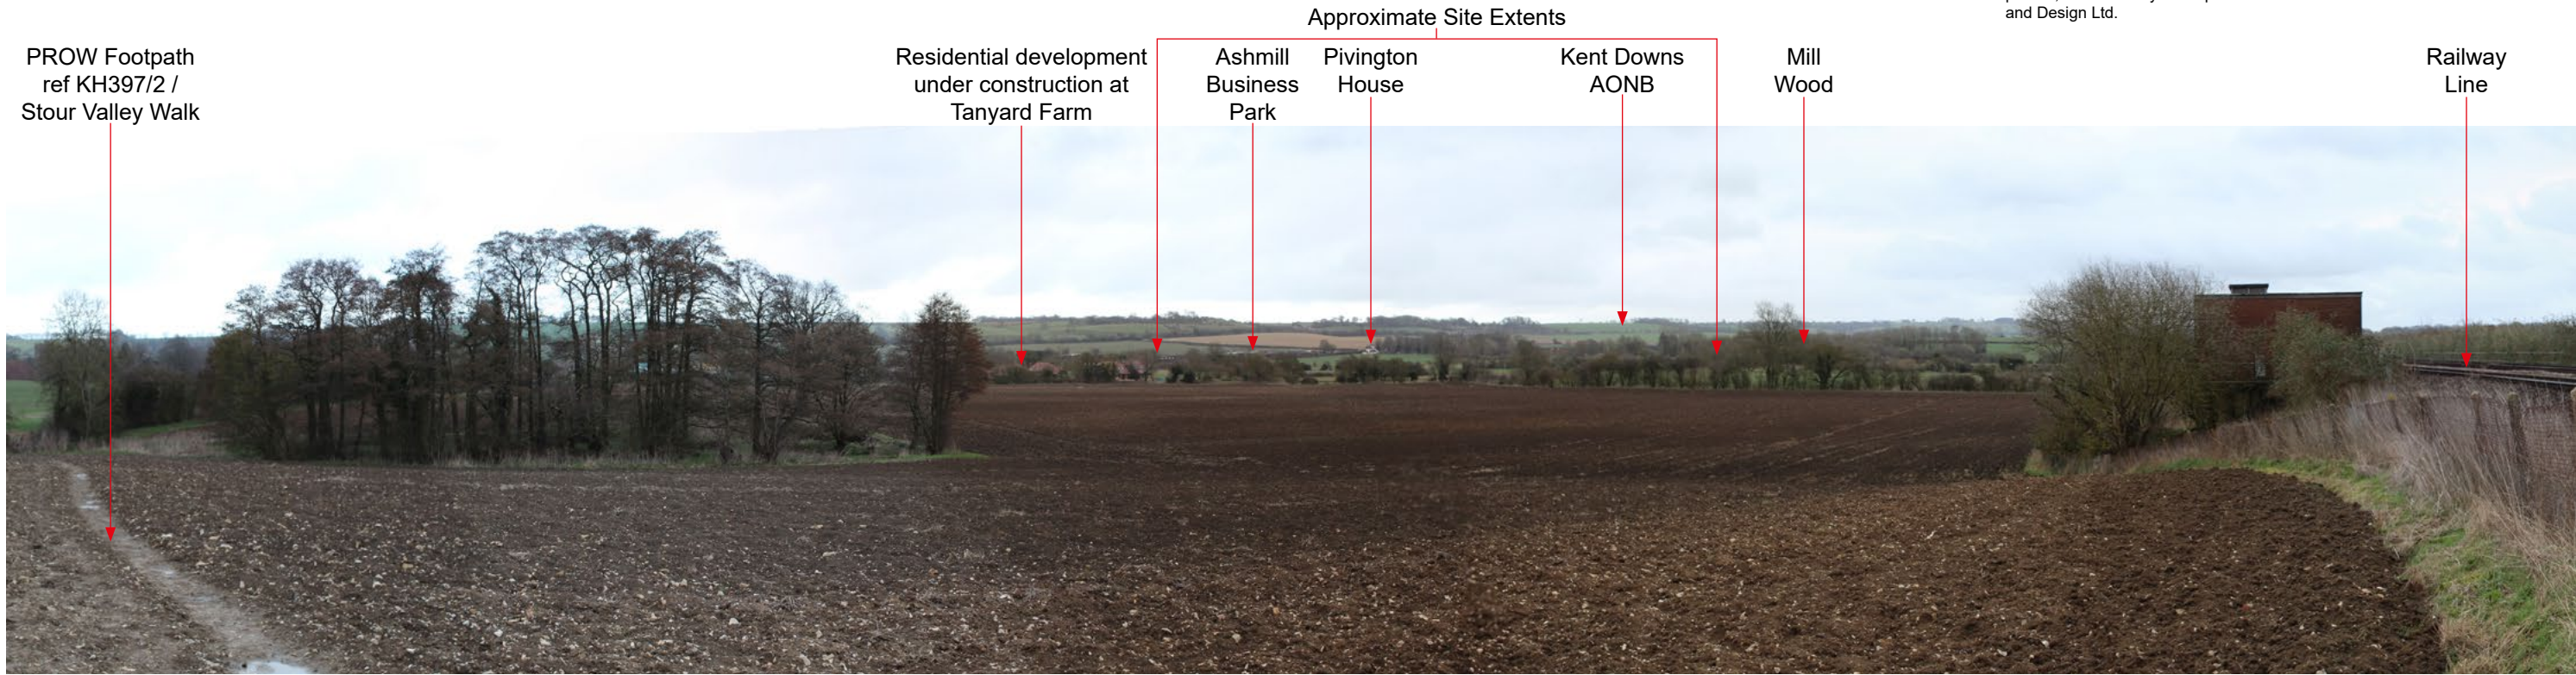 and Design Ltd.
Approximate Site Extents
PROW Footpath
ref KH397/2 /
Stour Valley Walk
Residential development
under construction at
Tanyard Farm
Ashmill
Business
Park
Pivington
House
Kent Downs
AONB
Mill
Wood
Railway
Line